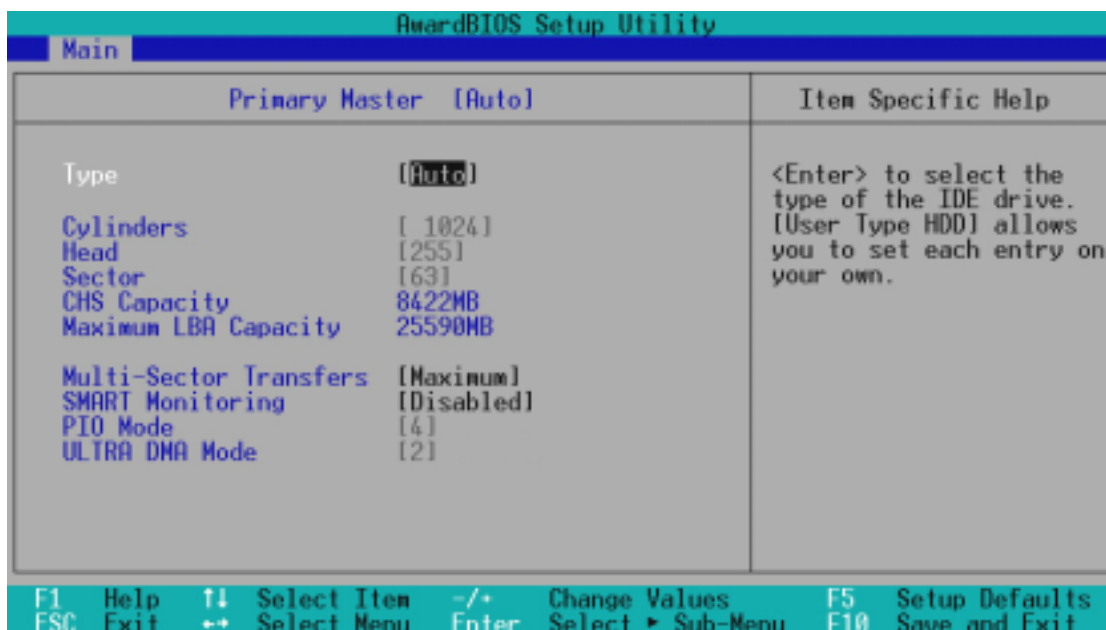 AwardBIOS Setup Utility
Main
Primary Master [Auto]
Item Specific Help
Type [Auto]
Cylinders [ 1024]
Head [255]
Sector [63]
CHS Capacity 8422MB
Maximum LBA Capacity 25590MB
Multi-Sector Transfers [Maximum]
SMART Monitoring [Disabled]
PIO Mode [4]
ULTRA DMA Mode [2]
<Enter> to select the
type of the IDE drive.
[User Type HDD] allows
you to set each entry on
your own.
F1 Help ↑↓ Select Item -/+ Change Values F5 Setup Defaults
ESC Exit ←→ Select Menu Enter Select ► Sub-Menu F10 Save and Exit